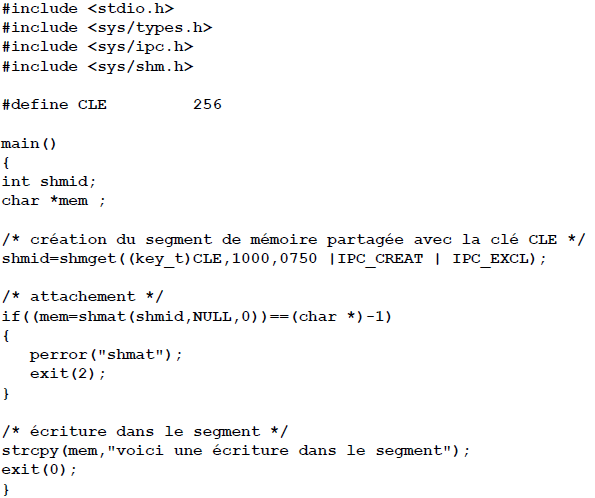 #include <stdio.h>
#include <sys/types.h>
#include <sys/ipc.h>
#include <sys/shm.h>
#define CLE         256
main()
{
int shmid;
char *mem ;
/* création du segment de mémoire partagée avec la clé CLE */
shmid=shmget((key_t)CLE,1000,0750 |IPC_CREAT | IPC_EXCL);
/* attachement */
if((mem=shmat(shmid,NULL,0))==(char *)-1)
{
   perror("shmat");
   exit(2);
}
/* écriture dans le segment */
strcpy(mem,"voici une écriture dans le segment");
exit(0);
}